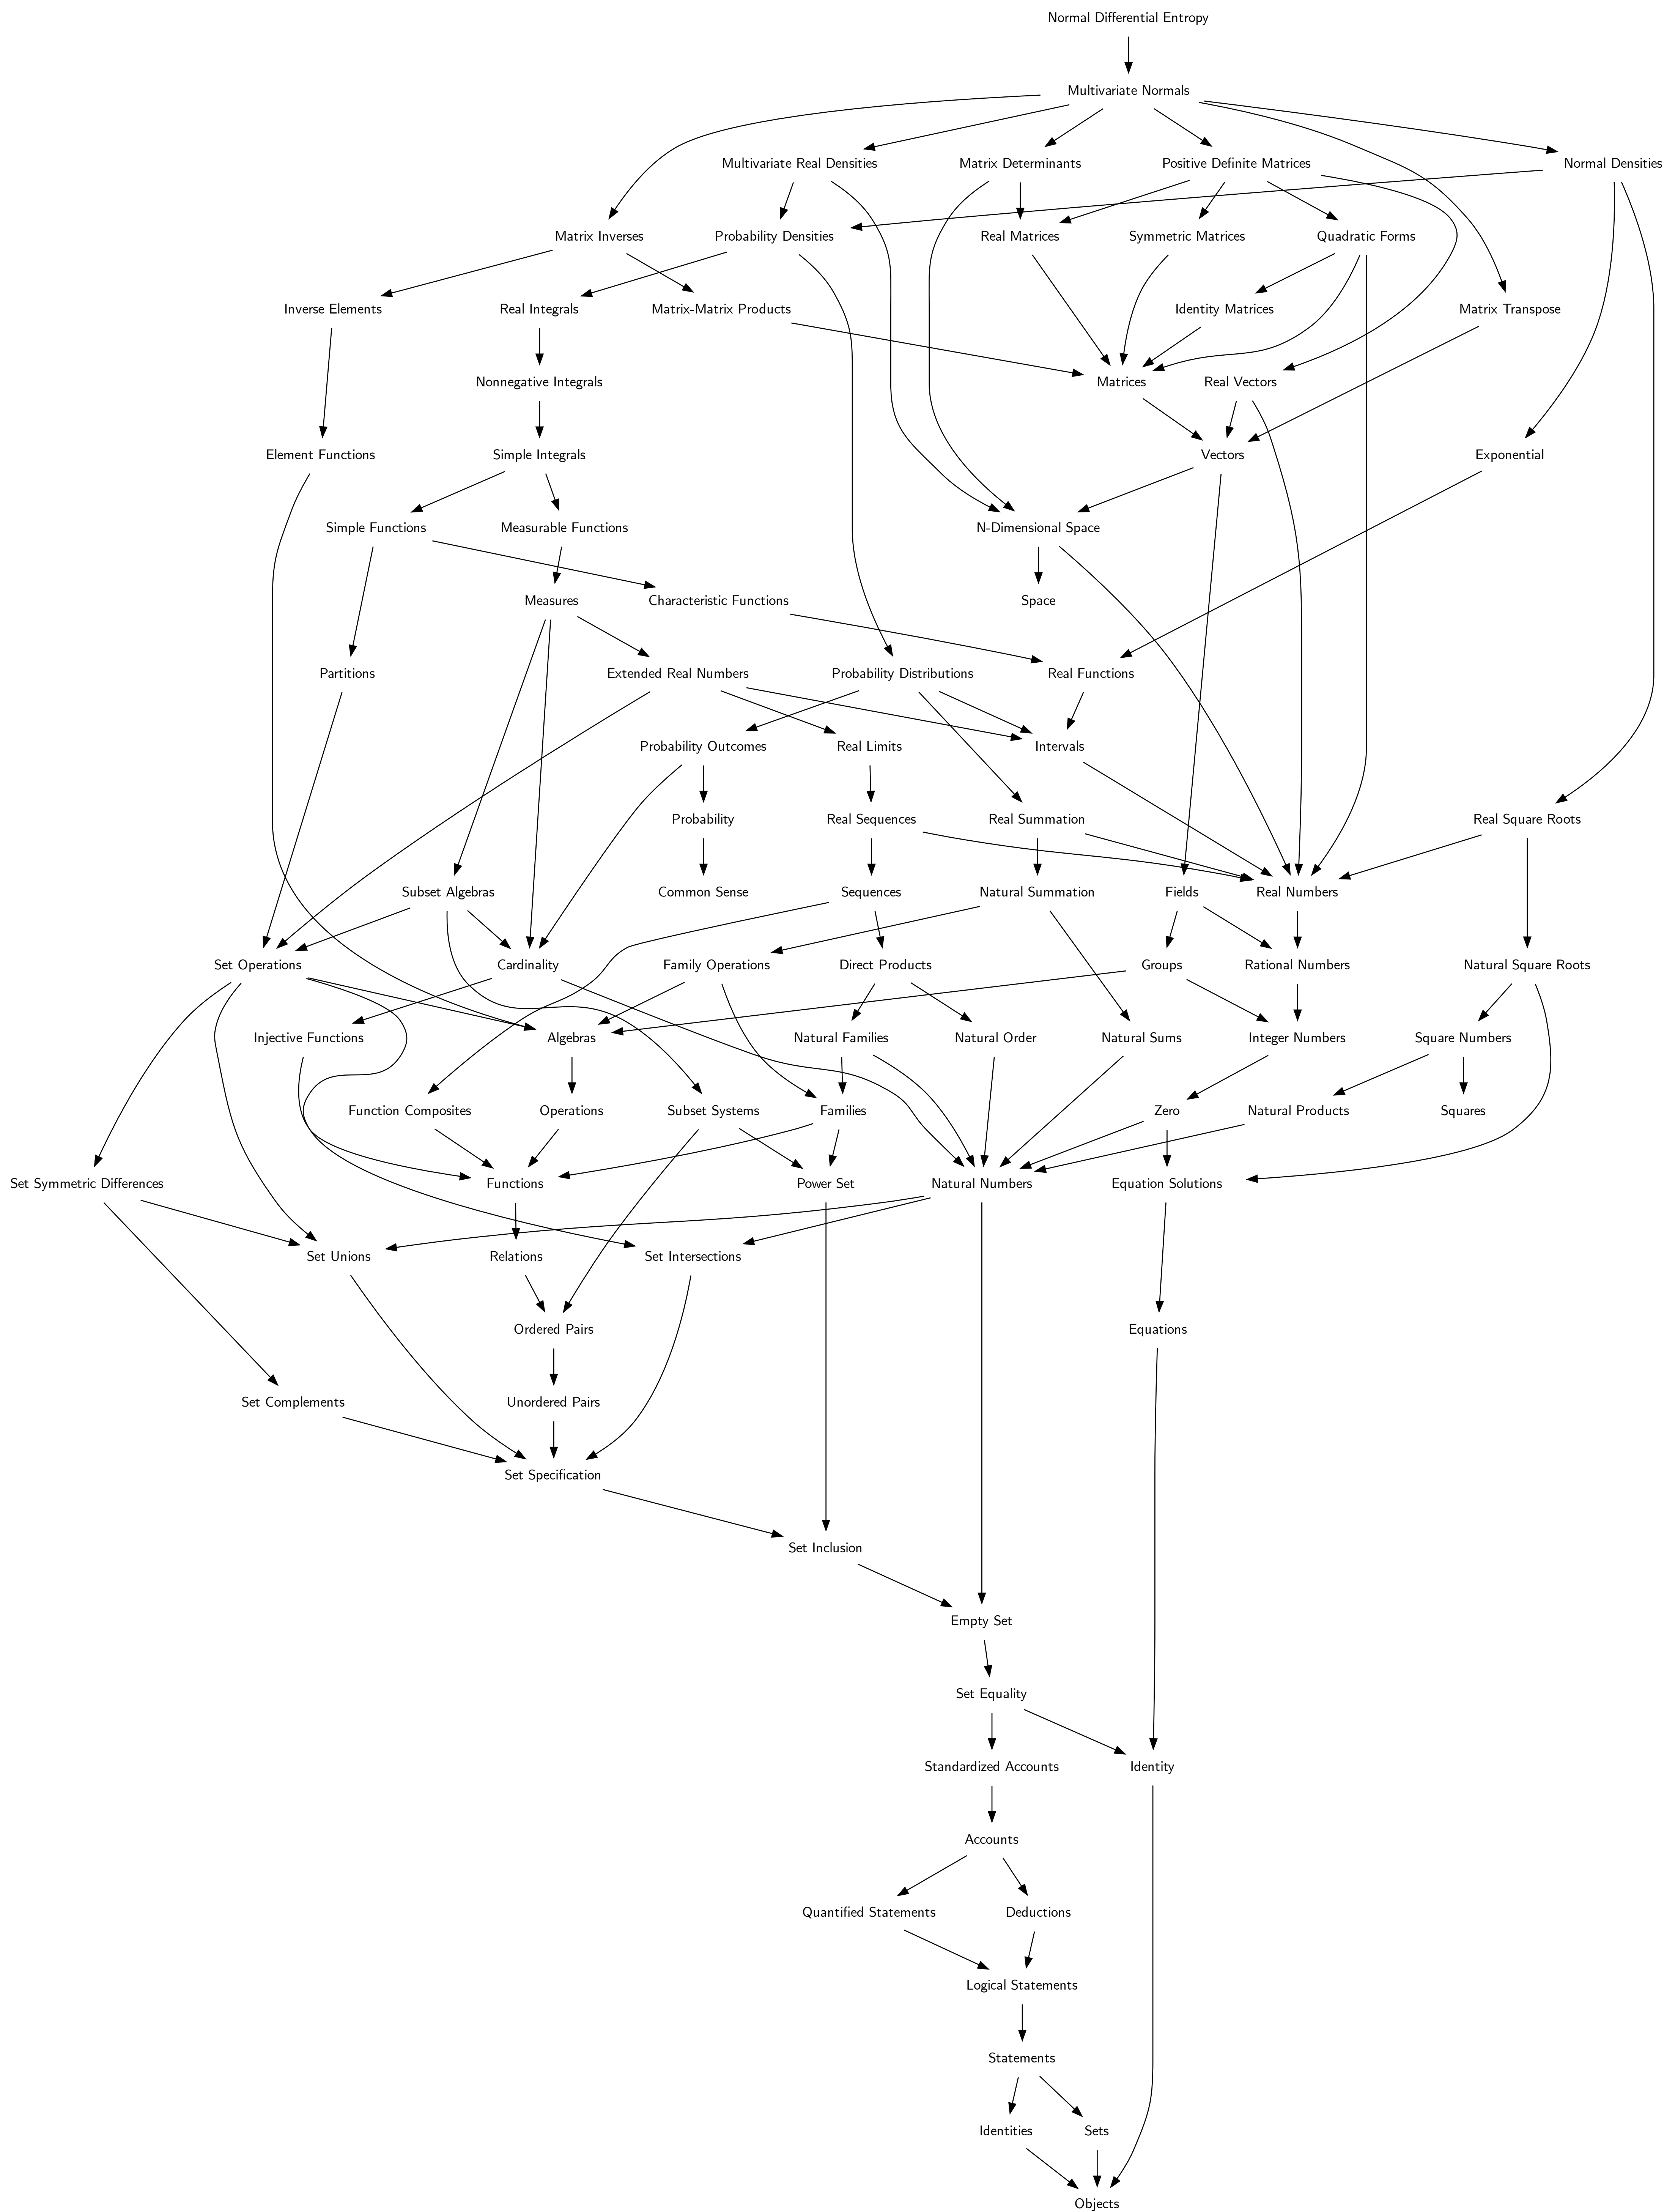 Normal Differential Entropy
Multivariate Normals
Multivariate Real Densities
Matrix Determinants
Positive Definite Matrices
Normal Densities
Matrix Inverses
Probability Densities
Real Matrices
Symmetric Matrices
Quadratic Forms
Inverse Elements
Real Integrals
Matrix-Matrix Products
Identity Matrices
Matrix Transpose
Nonnegative Integrals
Matrices
Real Vectors
Element Functions
Simple Integrals
Vectors
Exponential
Simple Functions
Measurable Functions
N-Dimensional Space
Measures
Characteristic Functions
Space
Partitions
Extended Real Numbers
Probability Distributions
Real Functions
Probability Outcomes
Real Limits
Intervals
Probability
Real Sequences
Real Summation
Real Square Roots
Subset Algebras
Common Sense
Sequences
Natural Summation
Fields
Real Numbers
Set Operations
Cardinality
Family Operations
Direct Products
Groups
Rational Numbers
Natural Square Roots
Injective Functions
Algebras
Natural Families
Natural Order
Natural Sums
Integer Numbers
Square Numbers
Function Composites
Operations
Subset Systems
Families
Zero
Natural Products
Squares
Set Symmetric Differences
Functions
Power Set
Natural Numbers
Equation Solutions
Set Unions
Relations
Set Intersections
Ordered Pairs
Equations
Set Complements
Unordered Pairs
Set Specification
Set Inclusion
Empty Set
Set Equality
Standardized Accounts
Identity
Accounts
Quantified Statements
Deductions
Logical Statements
Statements
Identities
Sets
Objects